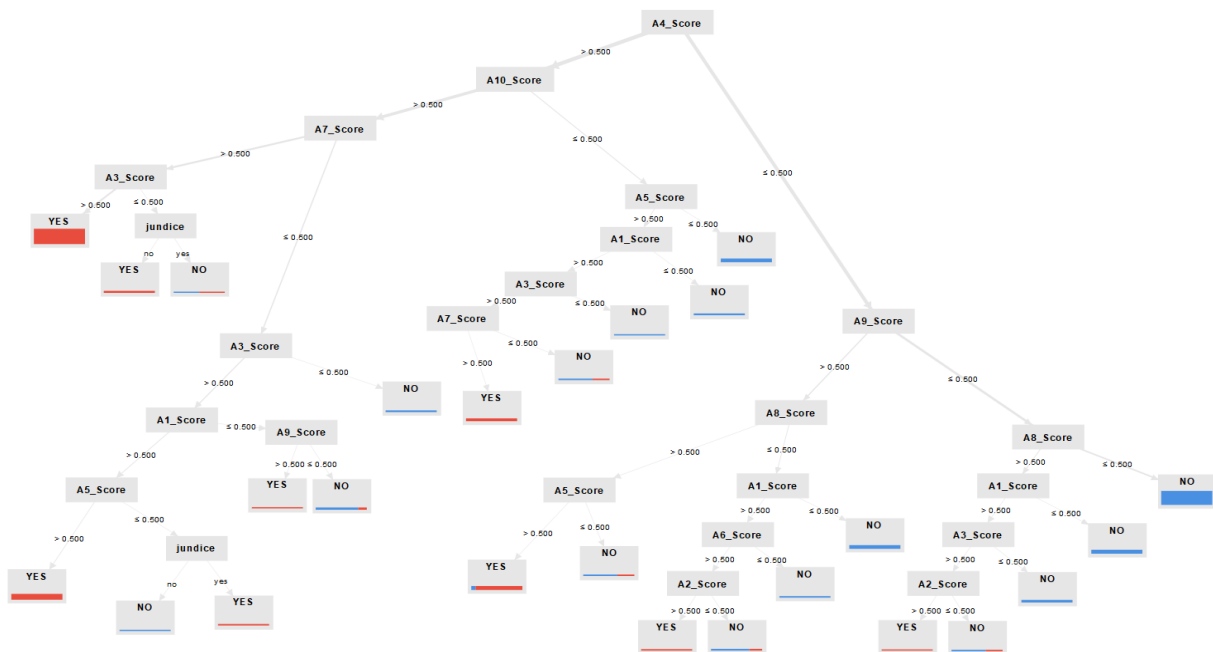 A4_Score
> 0.500
A10_Score
> 0.500
A7_Score
≤ 0.500
> 0.500
A3_Score
≤ 0.500
A5_Score
> 0.500
≤ 0.500
> 0.500
≤ 0.500
YES
jundice
≤ 0.500
A1_Score
NO
no
yes
> 0.500
≤ 0.500
YES
NO
A3_Score
NO
> 0.500
≤ 0.500
A7_Score
NO
A9_Score
A3_Score
≤ 0.500
NO
> 0.500
> 0.500
≤ 0.500
> 0.500
≤ 0.500
NO
YES
A1_Score
A8_Score
≤ 0.500
A9_Score
A8_Score
> 0.500
> 0.500
≤ 0.500
> 0.500
≤ 0.500
> 0.500
≤ 0.500
A5_Score
YES
NO
A5_Score
A1_Score
A1_Score
NO
≤ 0.500
> 0.500
≤ 0.500
> 0.500
≤ 0.500
NO
NO
> 0.500
jundice
> 0.500
≤ 0.500
A6_Score
A3_Score
NO
> 0.500
≤ 0.500
> 0.500
≤ 0.500
YES
no
yes
YES
A2_Score
NO
A2_Score
NO
NO
YES
> 0.500
≤ 0.500
> 0.500
≤ 0.500
YES
NO
YES
NO